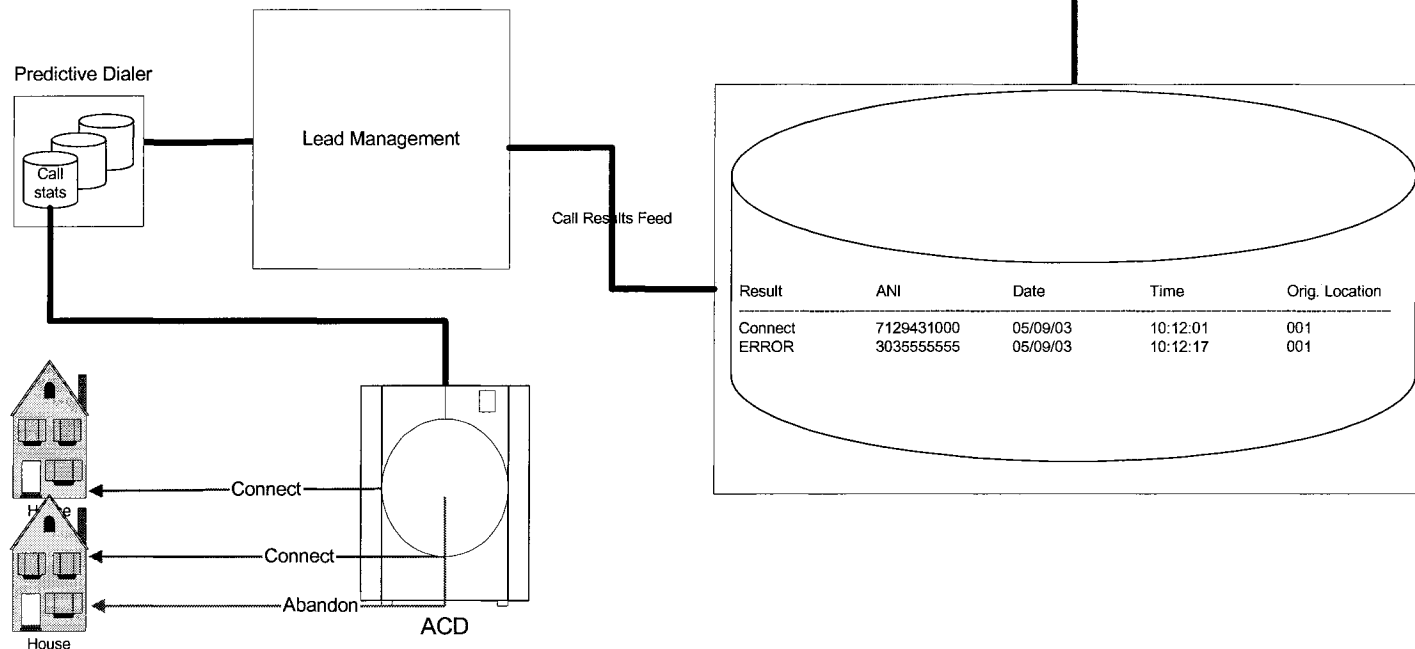 Predictive Dialer
Call
stats
Lead Management
Call Results Feed
Result ANI Date Time Orig. Location
Connect 7129431000 05/09/03 10:12:01 001
ERROR 3035555555 05/09/03 10:12:17 001
Connect
Connect
Abandon
House
ACD